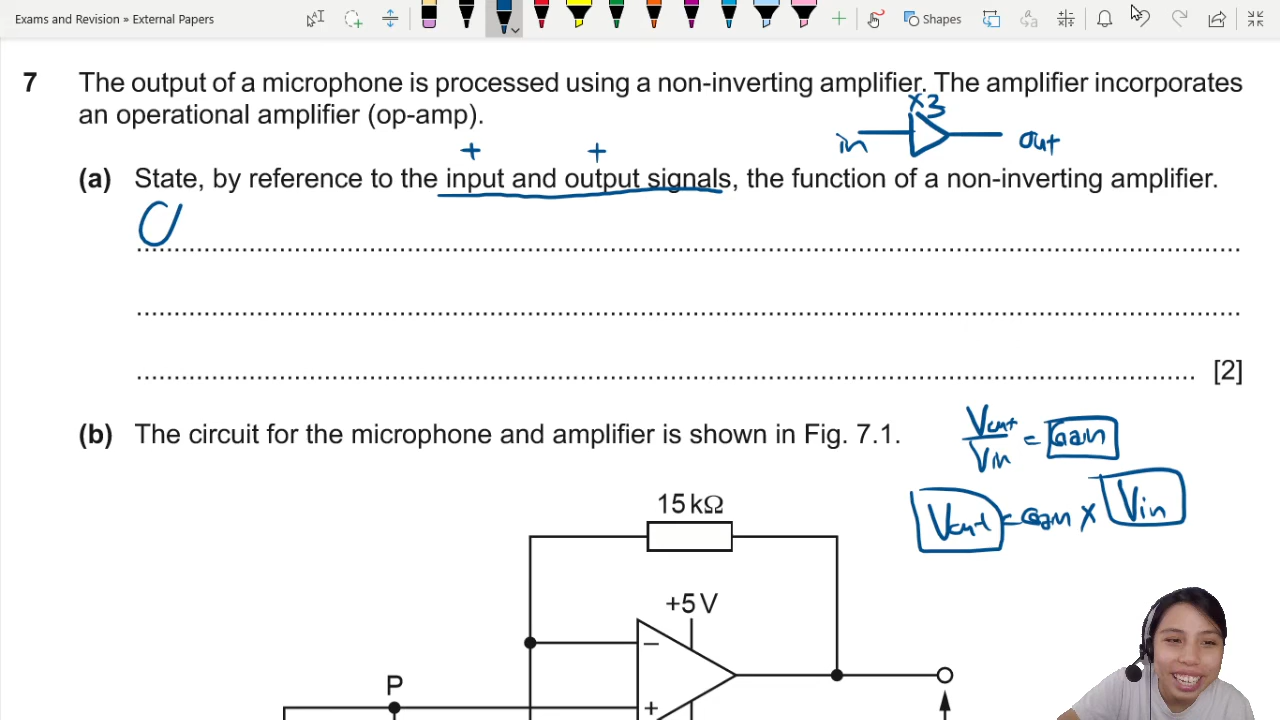 Exams and Revision » External Papers
Shapes
7 The output of a microphone is processed using a non-inverting amplifier. The amplifier incorporates
an operational amplifier (op-amp).
×3
in
out
+ +
(a) State, by reference to the input and output signals, the function of a non-inverting amplifier.
[2]
(b) The circuit for the microphone and amplifier is shown in Fig. 7.1.
Vout/Vin = Gain
Vout = Gain × Vin
15 kΩ
+5 V
–
P
+